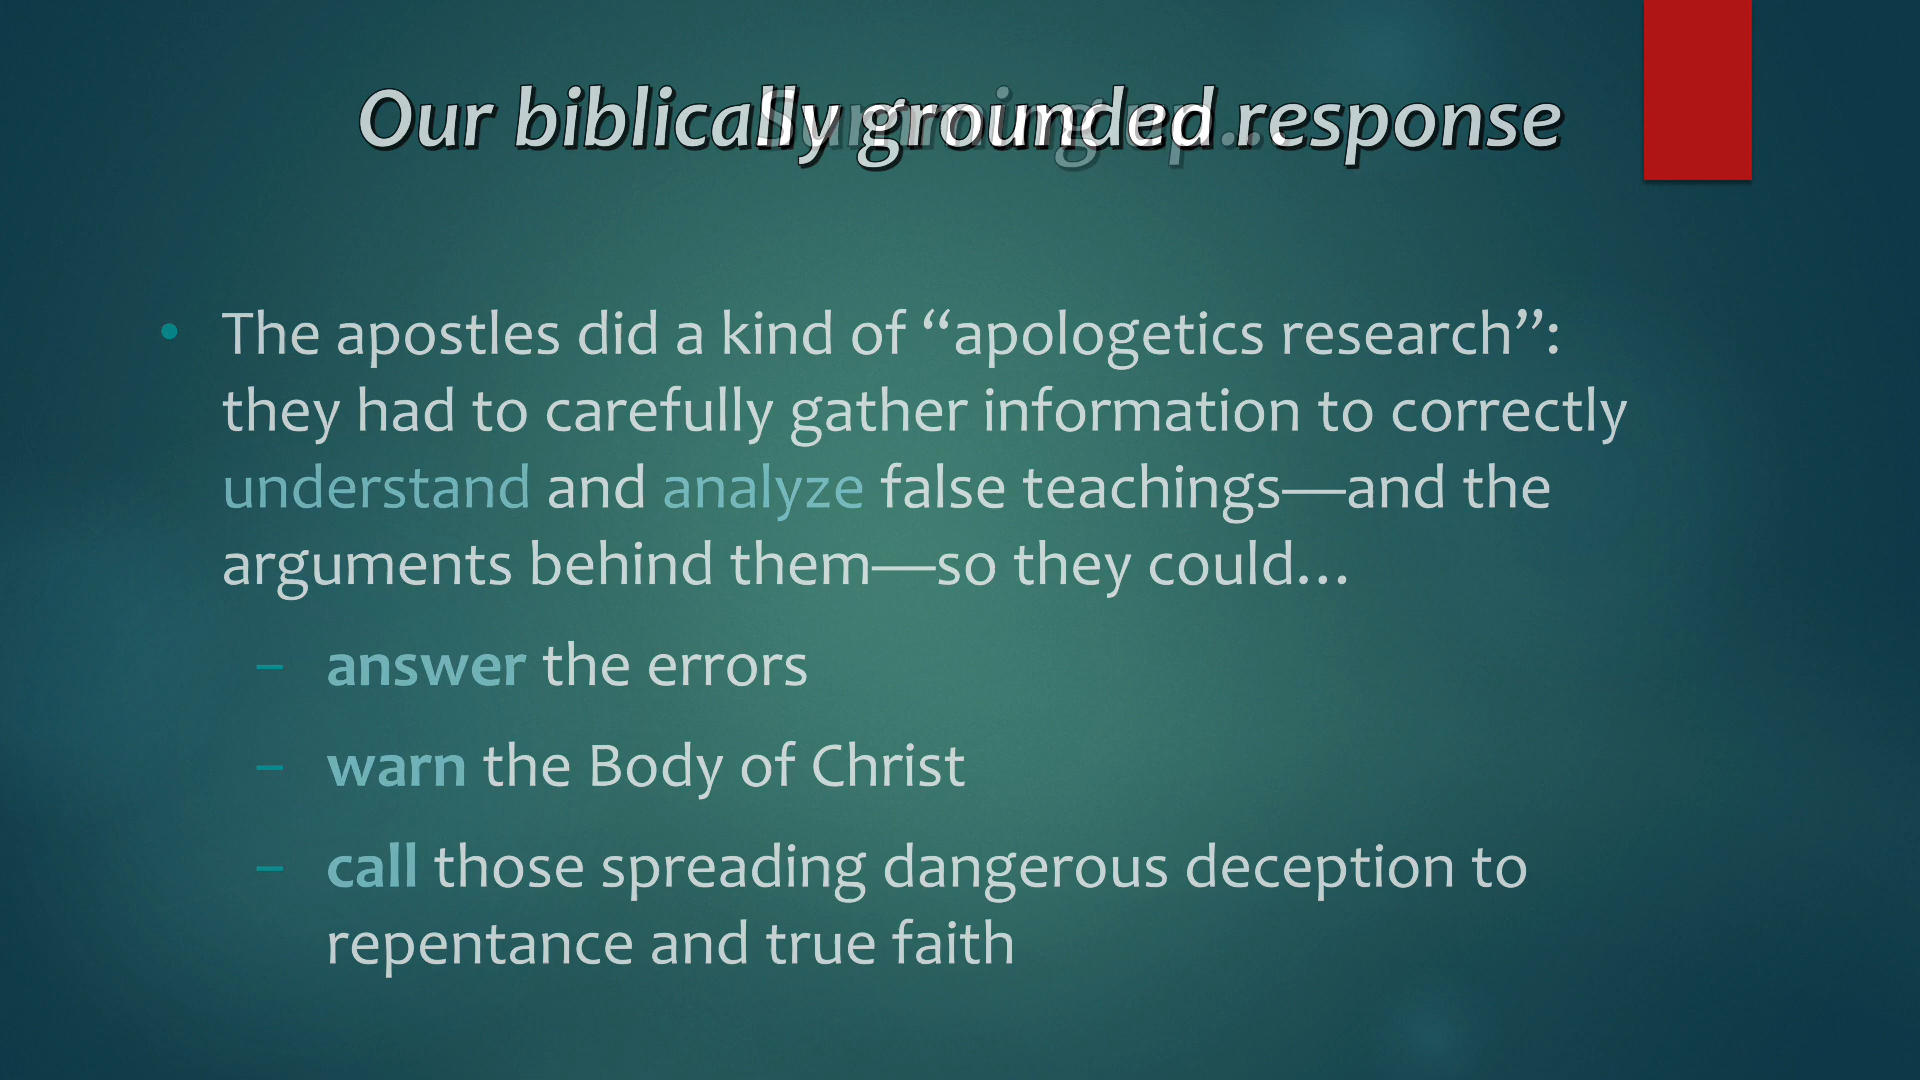 Our biblically grounded response
Summing up…
• The apostles did a kind of “apologetics research”:
they had to carefully gather information to correctly
understand and analyze false teachings—and the
arguments behind them—so they could…
– answer the errors
– warn the Body of Christ
– call those spreading dangerous deception to
repentance and true faith